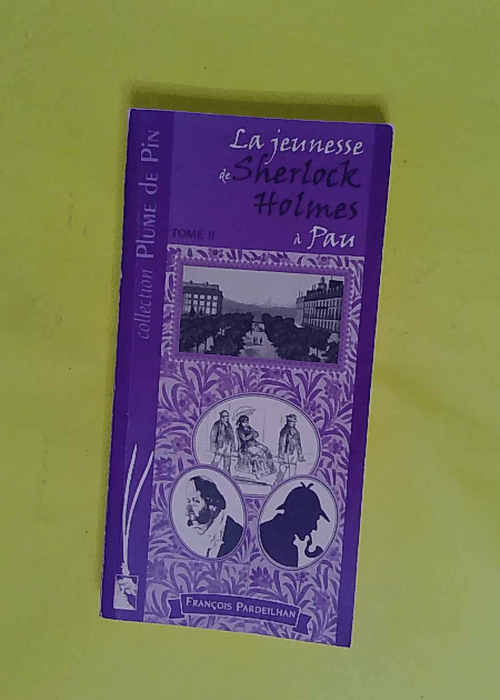 La jeunesse
de Sherlock
Holmes
à Pau
TOME II
collection PLUME DE PIN
FRANÇOIS PARDEILHAN